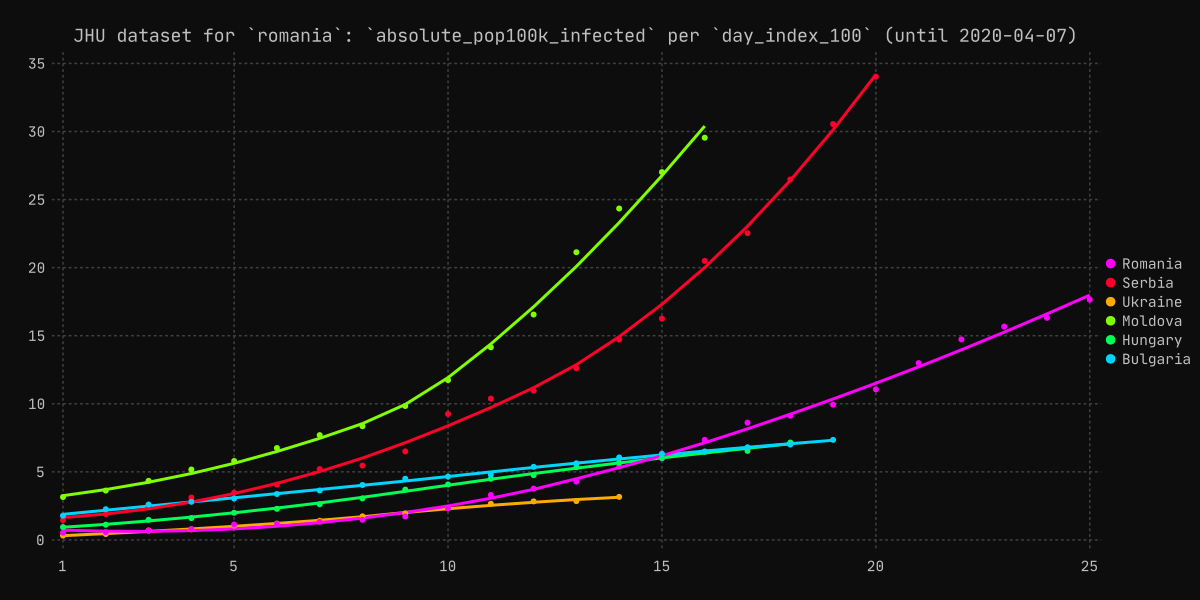 JHU dataset for `romania`: `absolute_pop100k_infected` per `day_index_100` (until 2020-04-07)
35
30
25
20
15
10
5
0
1 5 10 15 20 25
Romania
Serbia
Ukraine
Moldova
Hungary
Bulgaria